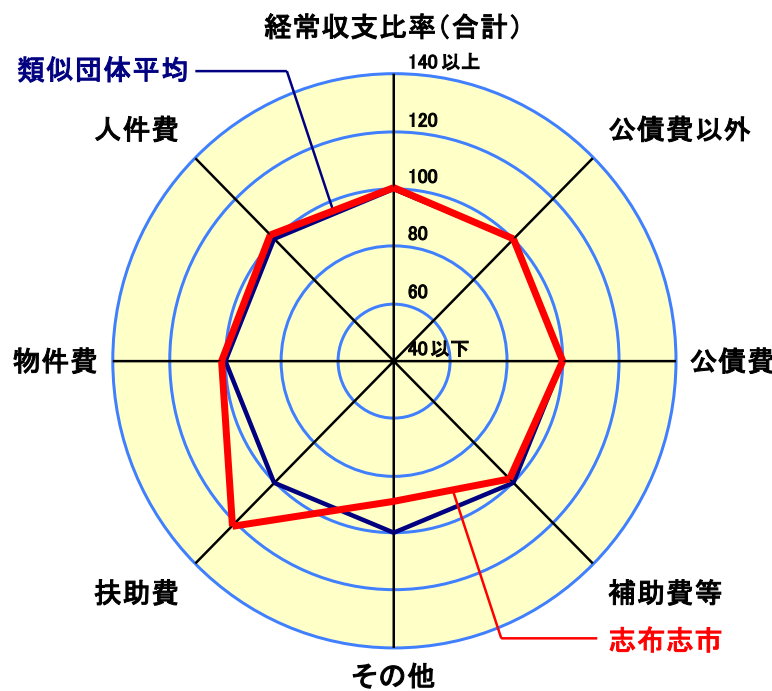 経常収支比率(合計)
類似団体平均
140以上
人件費
120
公債費以外
100
80
60
物件費
40以下
公債費
扶助費
補助費等
志布志市
その他